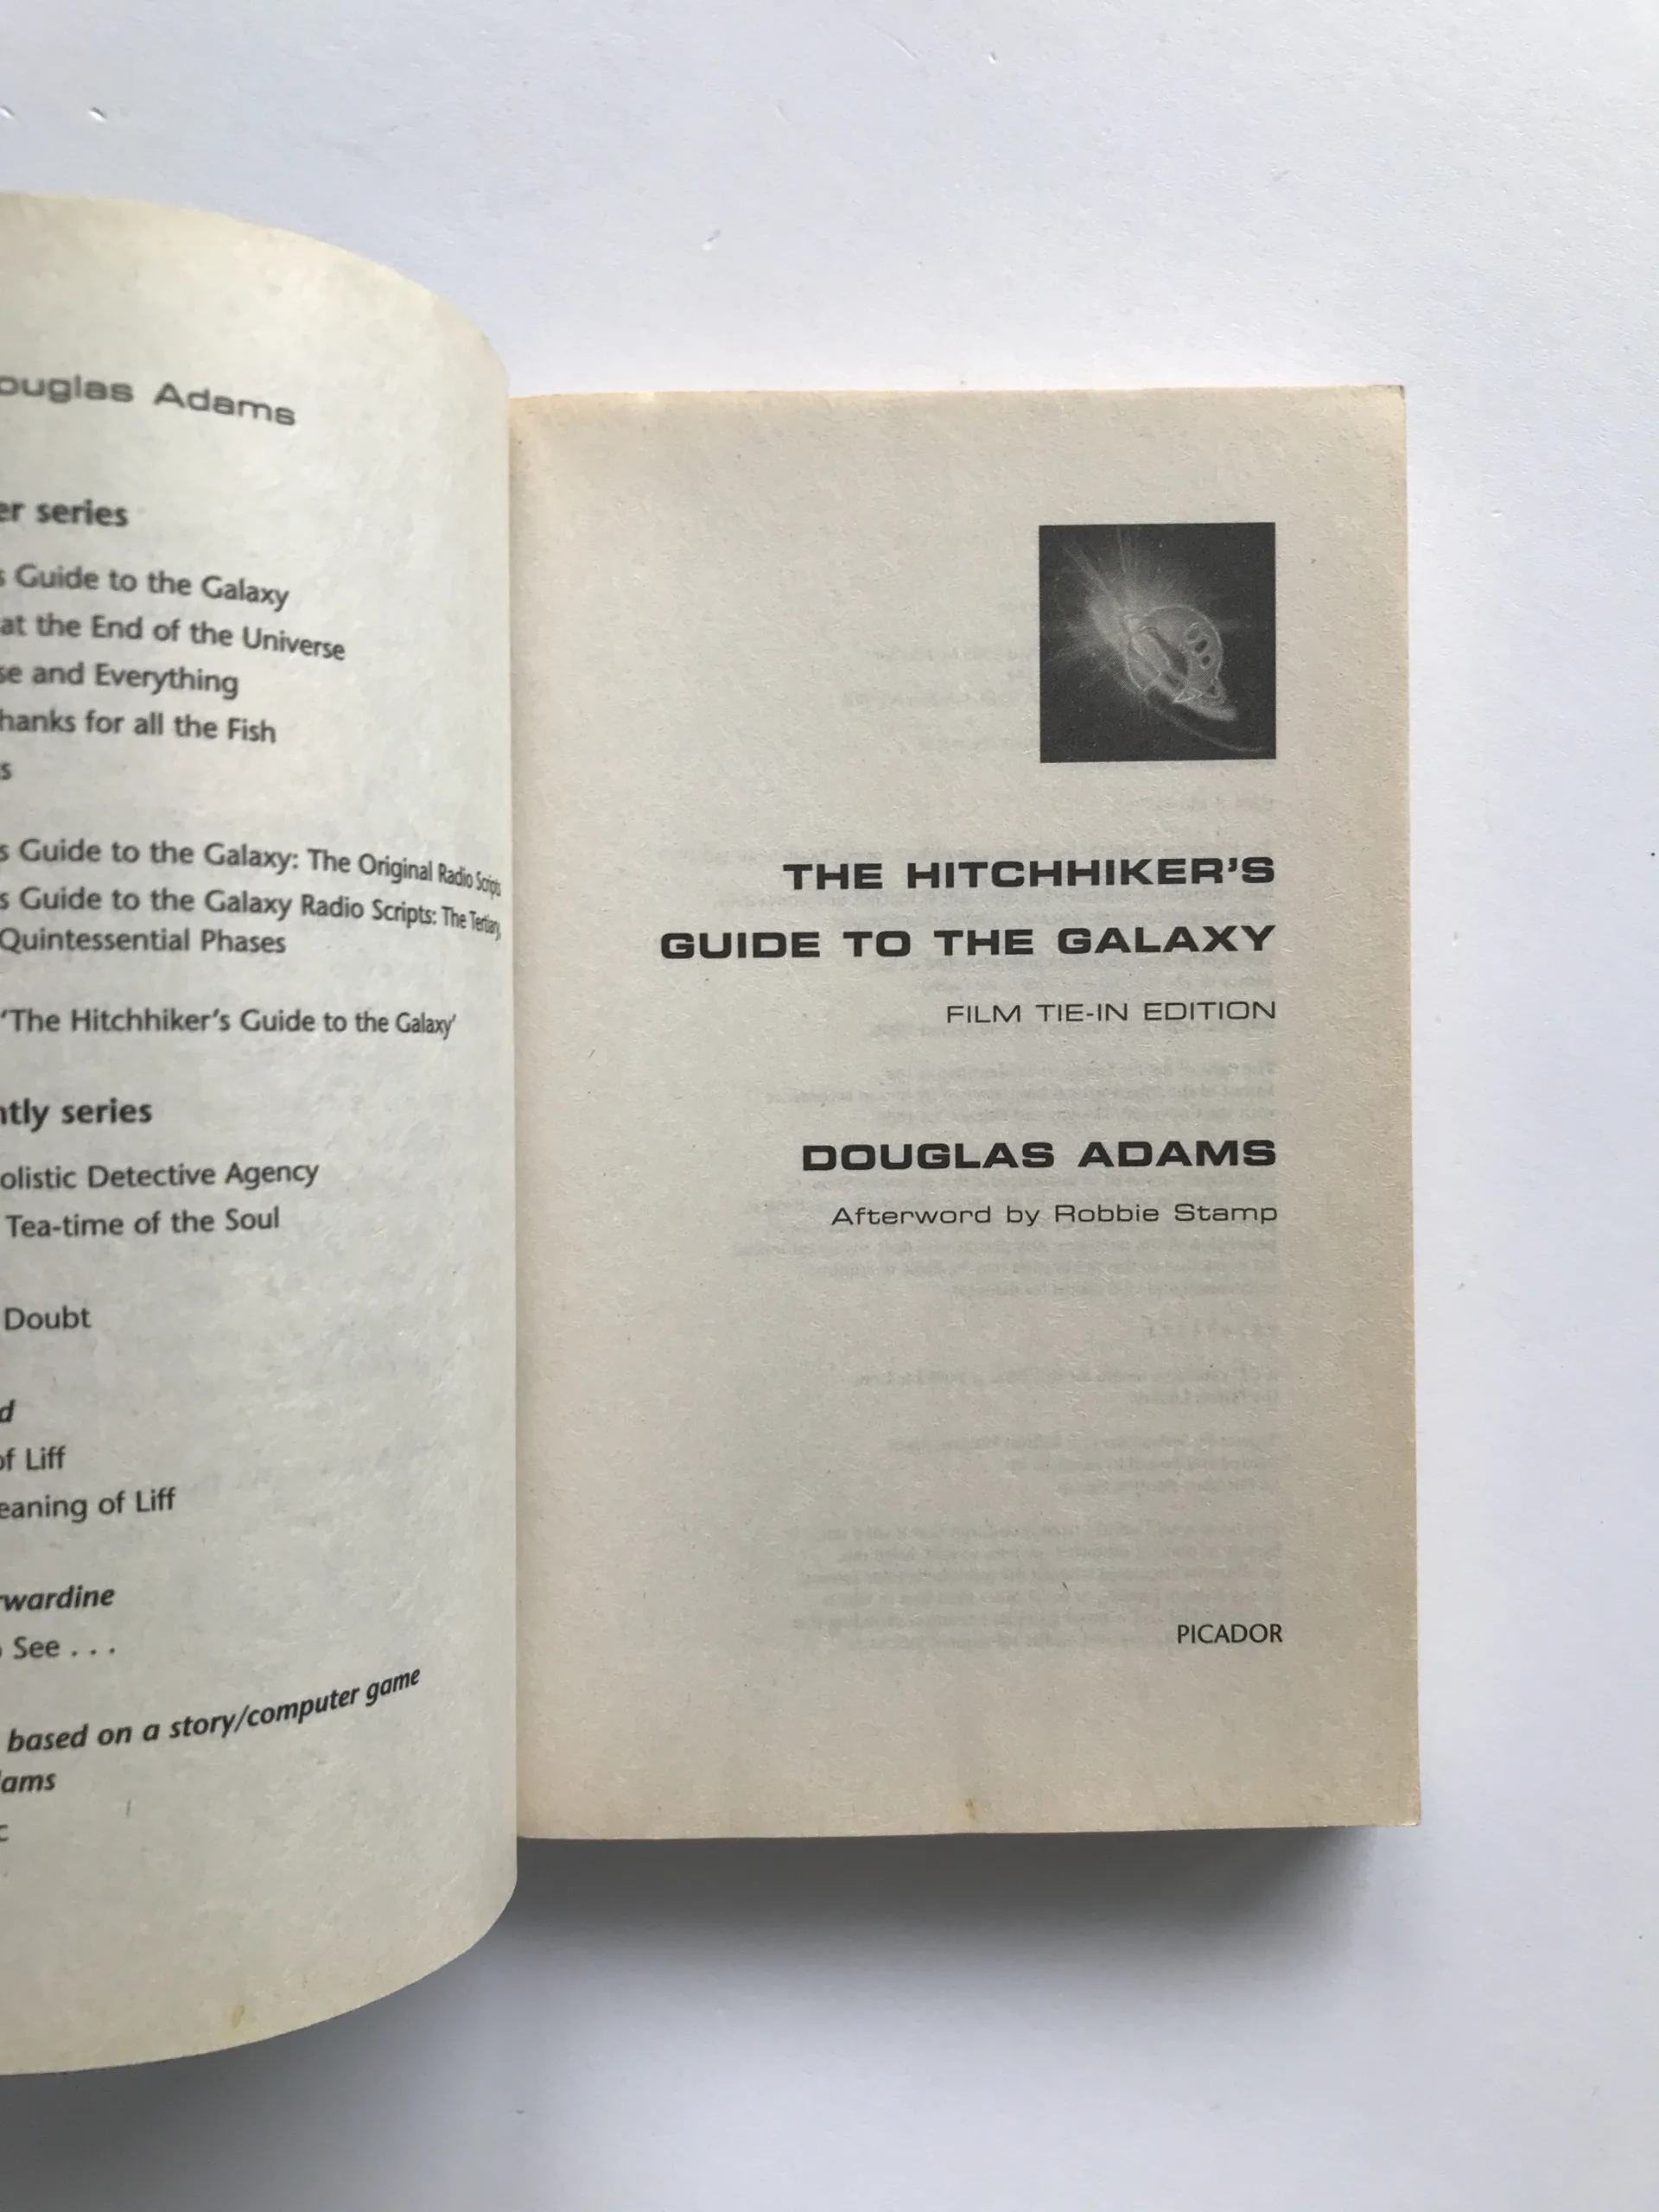 ouglas Adams
er series
s Guide to the Galaxy
at the End of the Universe
se and Everything
hanks for all the Fish
s
s Guide to the Galaxy: The Original Radio Scripts
s Guide to the Galaxy Radio Scripts: The Tertiary,
Quintessential Phases
'The Hitchhiker's Guide to the Galaxy'
ntly series
olistic Detective Agency
Tea-time of the Soul
Doubt
d
of Liff
eaning of Liff
rwardine
o See . . .
based on a story/computer game
dams
c
THE HITCHHIKER'S
GUIDE TO THE GALAXY
FILM TIE-IN EDITION
DOUGLAS ADAMS
Afterword by Robbie Stamp
PICADOR